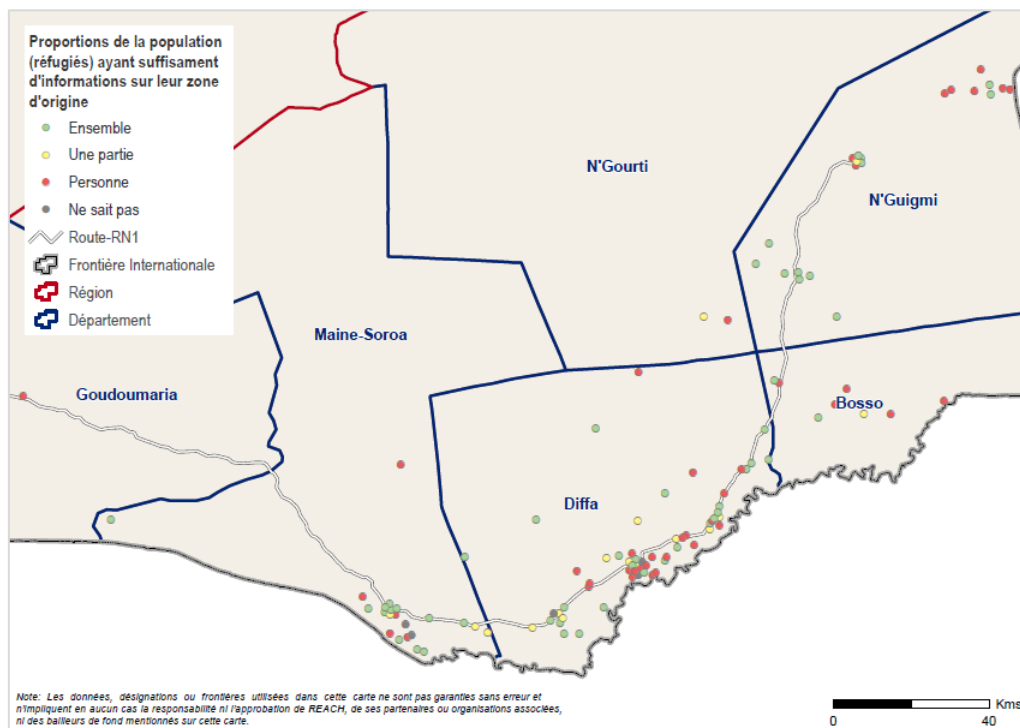 Proportions de la population
(réfugiés) ayant suffisament
d'informations sur leur zone
d'origine
Ensemble
Une partie
Personne
Ne sait pas
Route-RN1
Frontière Internationale
Région
Département
N'Gourti
N'Guigmi
Maine-Soroa
Goudoumaria
Bosso
Diffa
Note: Les données, désignations ou frontières utilisées dans cette carte ne sont pas garanties sans erreur et
n'impliquent en aucun cas la responsabilité ni l'approbation de REACH, de ses partenaires ou organisations associées,
ni des bailleurs de fond mentionnés sur cette carte.
Kms
0 40